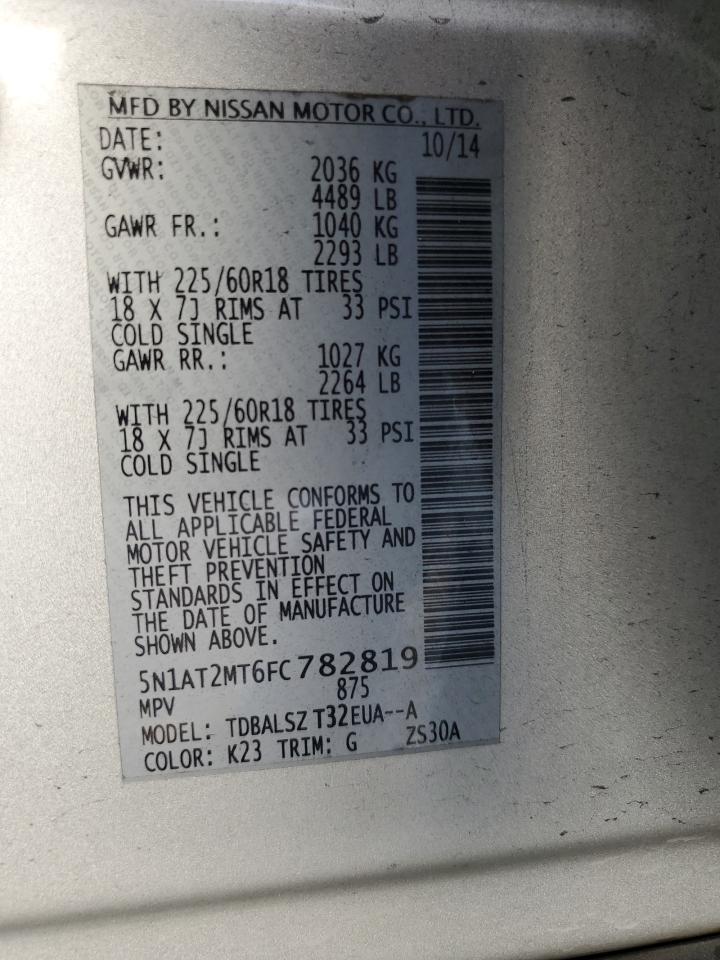 MFD BY NISSAN MOTOR CO., LTD.
DATE: 10/14
GVWR: 2036 KG
4489 LB
GAWR FR.: 1040 KG
2293 LB
WITH 225/60R18 TIRES
18 X 7J RIMS AT 33 PSI
COLD SINGLE
GAWR RR.: 1027 KG
2264 LB
WITH 225/60R18 TIRES
18 X 7J RIMS AT 33 PSI
COLD SINGLE
THIS VEHICLE CONFORMS TO
ALL APPLICABLE FEDERAL
MOTOR VEHICLE SAFETY AND
THEFT PREVENTION
STANDARDS IN EFFECT ON
THE DATE OF MANUFACTURE
SHOWN ABOVE.
5N1AT2MT6FC782819
MPV 875
MODEL: TDBALSZ T32EUA--A
COLOR: K23 TRIM: G ZS30A